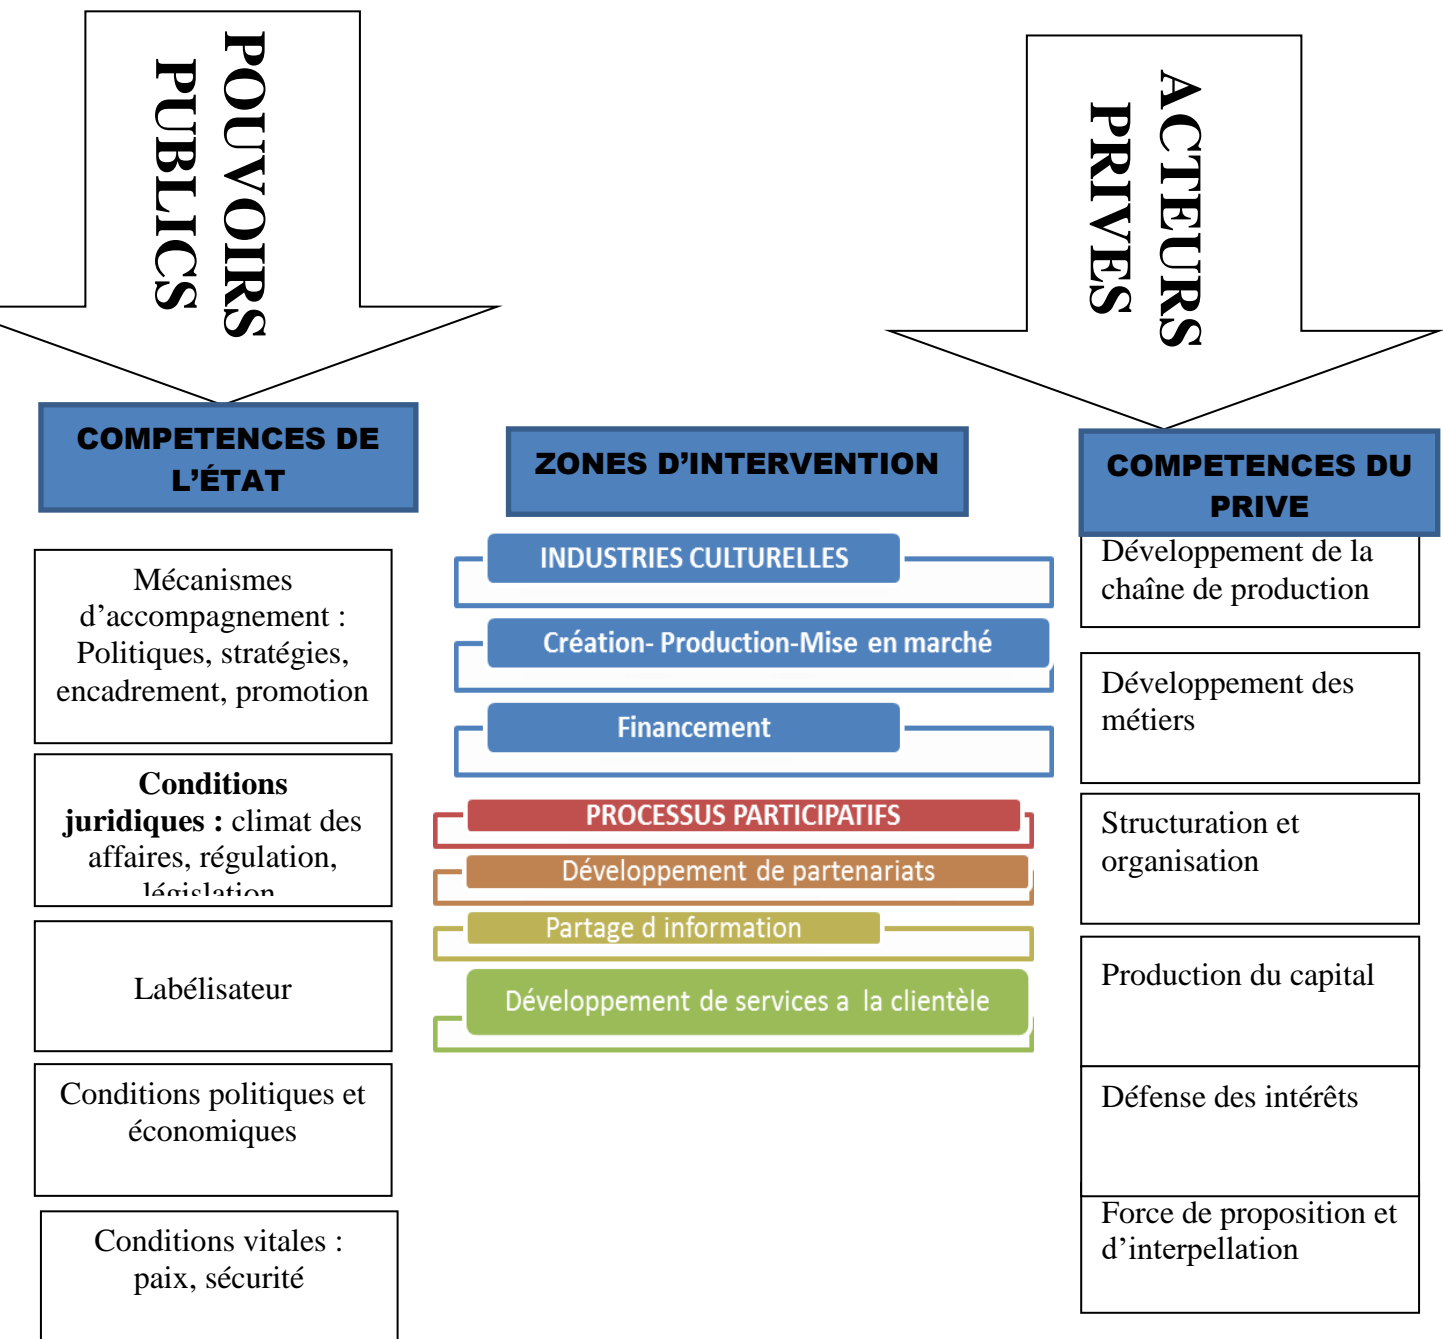 POUVOIRS
PUBLICS
ACTEURS
PRIVES
COMPETENCES DE
L’ÉTAT
Mécanismes
d’accompagnement :
Politiques, stratégies,
encadrement, promotion
Conditions
juridiques : climat des
affaires, régulation,
législation
Labélisateur
Conditions politiques et
économiques
Conditions vitales :
paix, sécurité
ZONES D’INTERVENTION
INDUSTRIES CULTURELLES
Création- Production-Mise en marché
Financement
PROCESSUS PARTICIPATIFS
Développement de partenariats
Partage d information
Développement de services a la clientèle
COMPETENCES DU
PRIVE
Développement de la
chaîne de production
Développement des
métiers
Structuration et
organisation
Production du capital
Défense des intérêts
Force de proposition et
d’interpellation